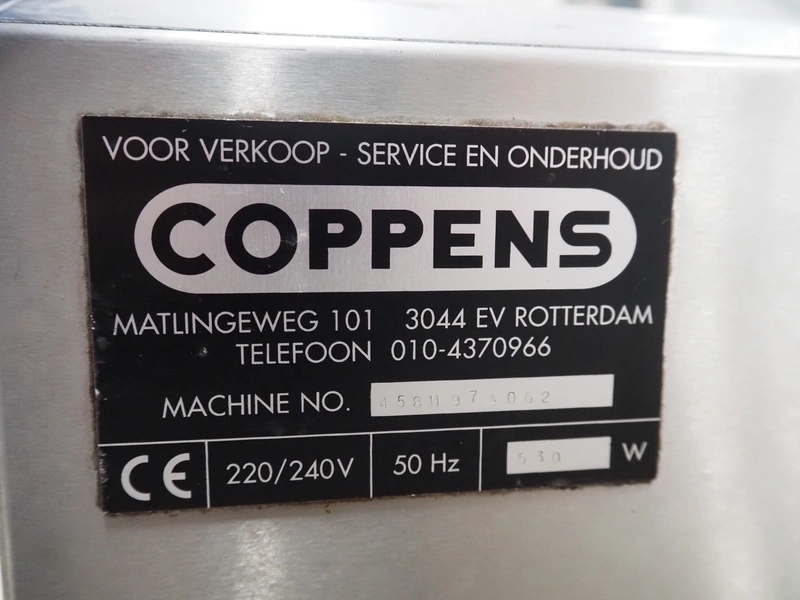 VOOR VERKOOP - SERVICE EN ONDERHOUD
COPPENS
MATLINGEWEG 101 3044 EV ROTTERDAM
TELEFOON 010-4370966
MACHINE NO.
CE 220/240V 50 Hz 530 W